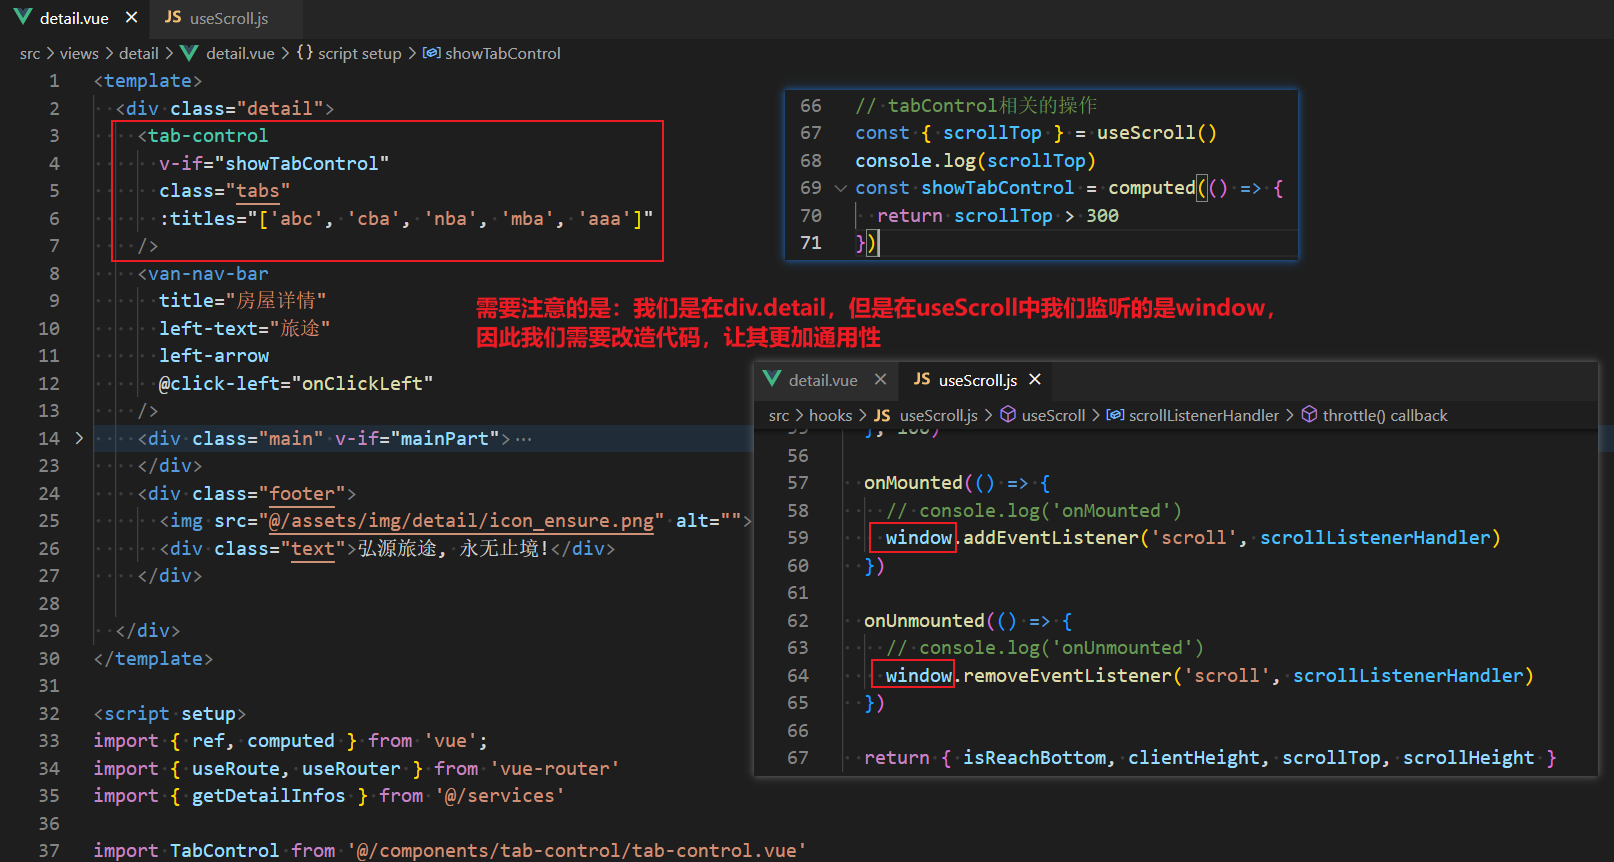 detail.vue ×
JS useScroll.js
src > views > detail > detail.vue > {} script setup > showTabControl
1 <template>
2 <div class="detail">
3 <tab-control
4 v-if="showTabControl"
5 class="tabs"
6 :titles="['abc', 'cba', 'nba', 'mba', 'aaa']"
7 />
8 <van-nav-bar
9 title="房屋详情"
10 left-text="旅途"
11 left-arrow
12 @click-left="onClickLeft"
13 />
14 <div class="main" v-if="mainPart"> ···
23 </div>
24 <div class="footer">
25 <img src="@/assets/img/detail/icon_ensure.png" alt="">
26 <div class="text">弘源旅途, 永无止境!</div>
27 </div>
28
29 </div>
30 </template>
31
32 <script setup>
33 import { ref, computed } from 'vue';
34 import { useRoute, useRouter } from 'vue-router'
35 import { getDetailInfos } from '@/services'
36
37 import TabControl from '@/components/tab-control/tab-control.vue'
66 // tabControl相关的操作
67 const { scrollTop } = useScroll()
68 console.log(scrollTop)
69 const showTabControl = computed(() => {
70 return scrollTop > 300
71 })
需要注意的是：我们是在div.detail，但是在useScroll中我们监听的是window，
因此我们需要改造代码，让其更加通用性
detail.vue ×
JS useScroll.js ×
src > hooks > JS useScroll.js > useScroll > scrollListenerHandler > throttle() callback
55 }, 100)
56
57 onMounted(() => {
58 // console.log('onMounted')
59 window.addEventListener('scroll', scrollListenerHandler)
60 })
61
62 onUnmounted(() => {
63 // console.log('onUnmounted')
64 window.removeEventListener('scroll', scrollListenerHandler)
65 })
66
67 return { isReachBottom, clientHeight, scrollTop, scrollHeight }